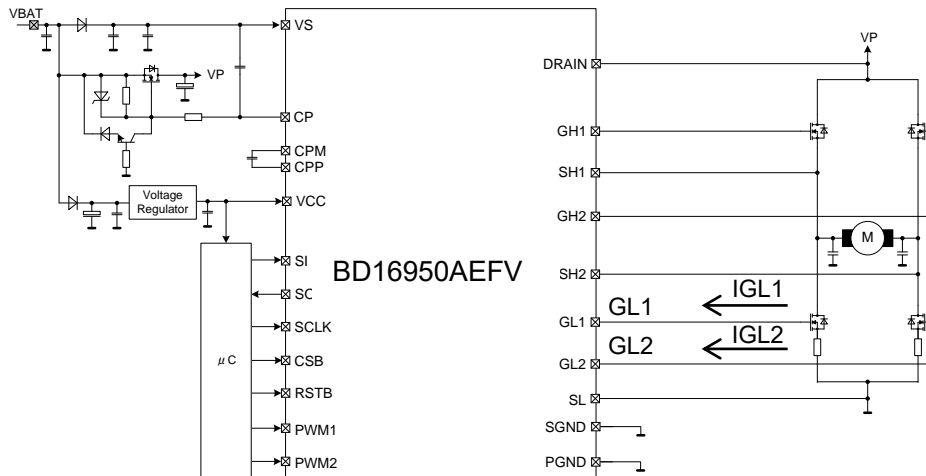 VBAT
VS
VP
CP
CPM
CPP
Voltage
Regulator
VCC
μC
SI
SCLK
CSB
RSTB
PWM1
PWM2
BD16950AEFV
DRAIN
GH1
SH1
GH2
SH2
GL1
GL2
SL
SGND
PGND
GL1
IGL1
GL2
IGL2
VP
M